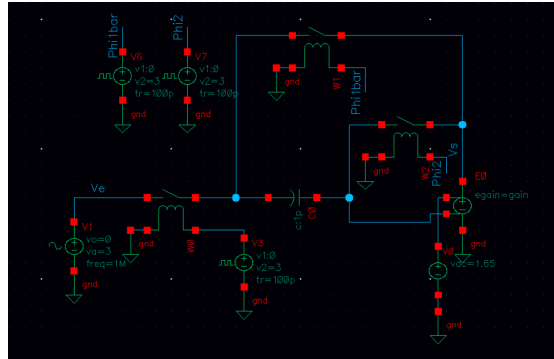 Phi1bar
Phi2
V6
V7
v1:0
v2=3
tr=100p
v1:0
v2=3
tr=100p
gnd
gnd
gnd
W1
Phi1bar
gnd
W2
Phi2
Vs
E0
egain=gain
Ve
C0
c:1p
V1
vo=0
va=3
freq=1M
gnd
gnd
W0
V3
v1:0
v2=3
tr=100p
gnd
V0
vdc=1.65
gnd
gnd